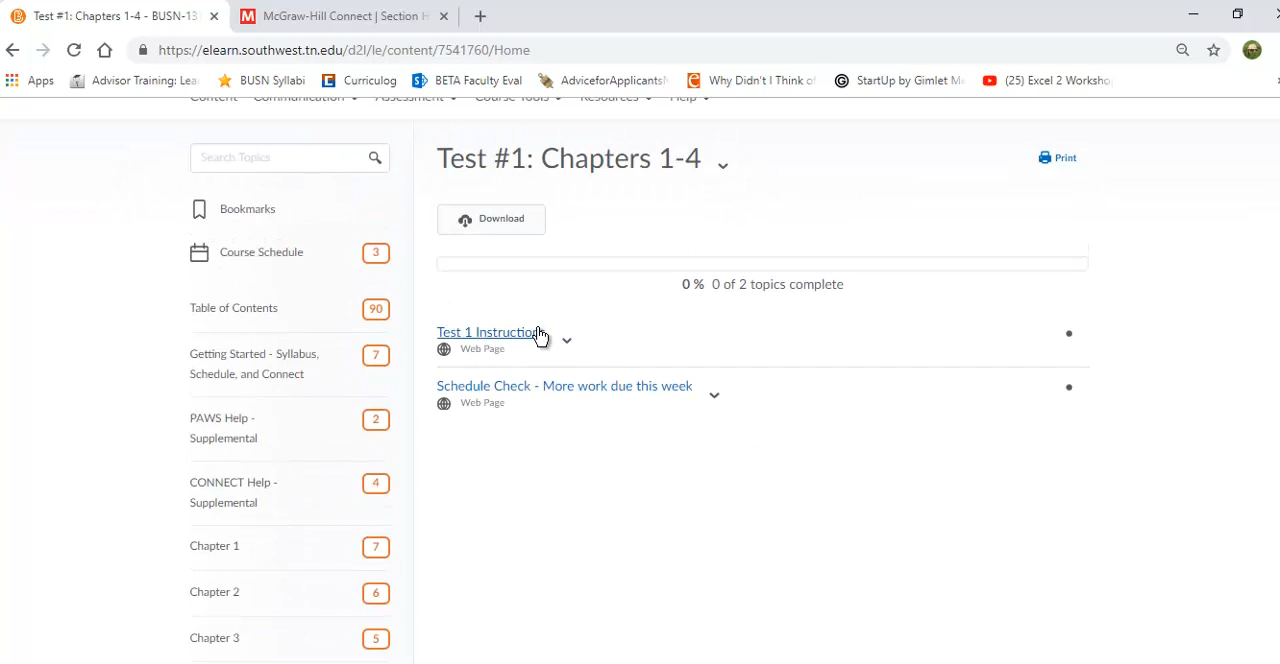 Test #1: Chapters 1-4 - BUSN-13
McGraw-Hill Connect | Section H
https://elearn.southwest.tn.edu/d2l/le/content/7541760/Home
Apps
Advisor Training: Lea
BUSN Syllabi
Curriculog
BETA Faculty Eval
AdviceforApplicants
Why Didn't I Think of
StartUp by Gimlet Me
(25) Excel 2 Worksho
Content
Communication
Assessment
Course Tools
Resources
Help
Search Topics
Bookmarks
Course Schedule
3
Table of Contents
90
Getting Started - Syllabus,
Schedule, and Connect
7
PAWS Help -
Supplemental
2
CONNECT Help -
Supplemental
4
Chapter 1
7
Chapter 2
6
Chapter 3
5
Test #1: Chapters 1-4
Print
Download
0 % 0 of 2 topics complete
Test 1 Instruction
Web Page
Schedule Check - More work due this week
Web Page